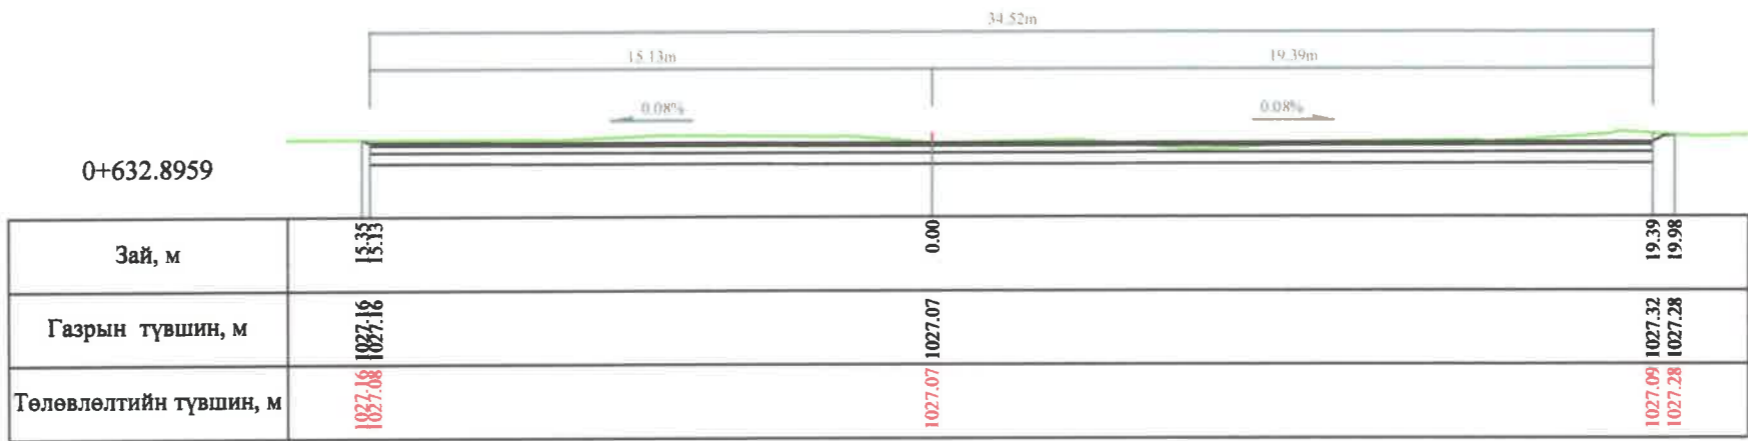 34.52m
15.13m 19.39m
0.08% 0.08%
0+632.8959
Зай, м 15.35 15.13 0.00 19.39 19.98
Газрын түвшин, м 1027.16 1027.16 1027.07 1027.32 1027.28
Төлөвлөлтийн түвшин, м 1027.16 1027.08 1027.07 1027.09 1027.28